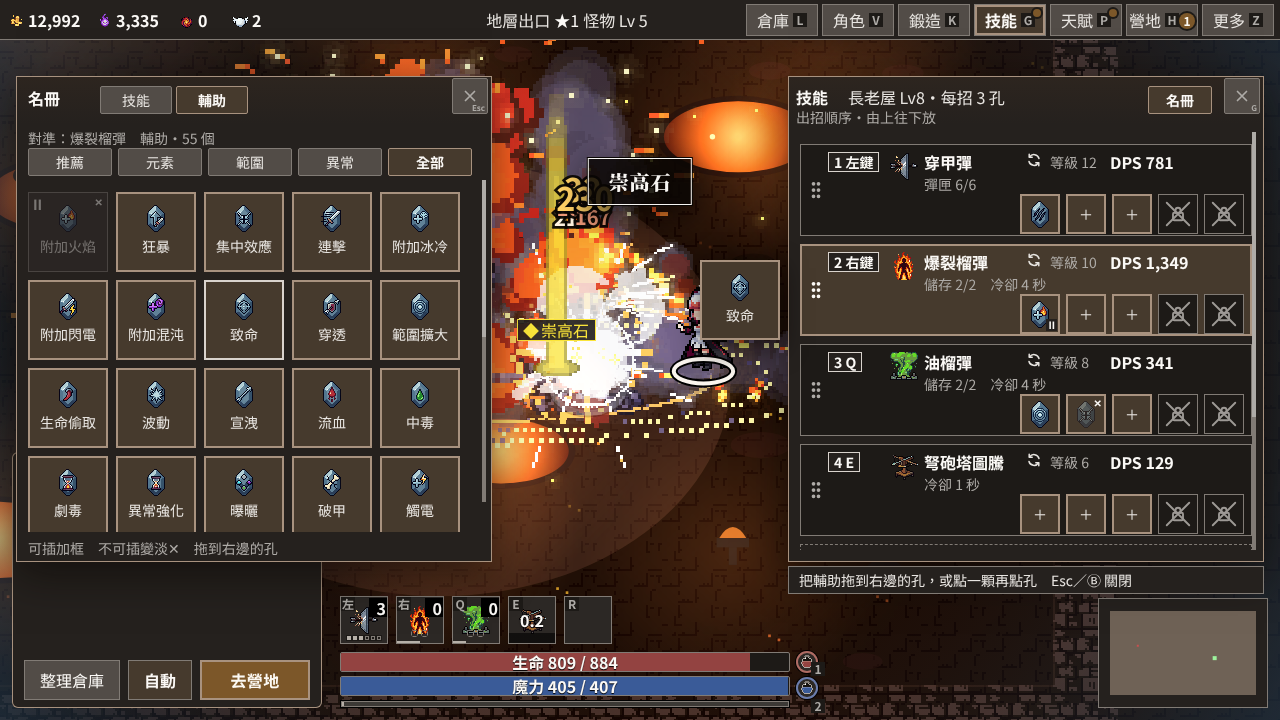 12,992 3,335 0 2
地層出口 ★1 怪物 Lv 5
倉庫 L 角色 V 鍛造 K 技能 G 天賦 P 營地 H 1 更多 Z
名冊 技能 輔助 × Esc
對準：爆裂榴彈 輔助・55 個
推薦 元素 範圍 異常 全部
附加火焰 狂暴 集中效應 連擊 附加冰冷
附加閃電 附加混沌 致命 穿透 範圍擴大
生命偷取 波動 宣洩 流血 中毒
劇毒 異常強化 曝曬 破甲 觸電
可插加框 不可插變淡× 拖到右邊的孔
整理倉庫 自動 去營地
崇高石
230
2167
崇高石
致命
技能 長老屋 Lv8・每招 3 孔 名冊 × G
出招順序・由上往下放
1 左鍵 穿甲彈 等級 12 DPS 781
彈匣 6/6
+ +
2 右鍵 爆裂榴彈 等級 10 DPS 1,349
儲存 2/2 冷卻 4 秒
+ +
3 Q 油榴彈 等級 8 DPS 341
儲存 2/2 冷卻 4 秒
× +
4 E 弩砲塔圖騰 等級 6 DPS 129
冷卻 1 秒
+ + +
把輔助拖到右邊的孔，或點一顆再點孔 Esc／Ⓑ 關閉
左 3 右 0 Q 0 E 0.2 R
生命 809 / 884 1
魔力 405 / 407 2